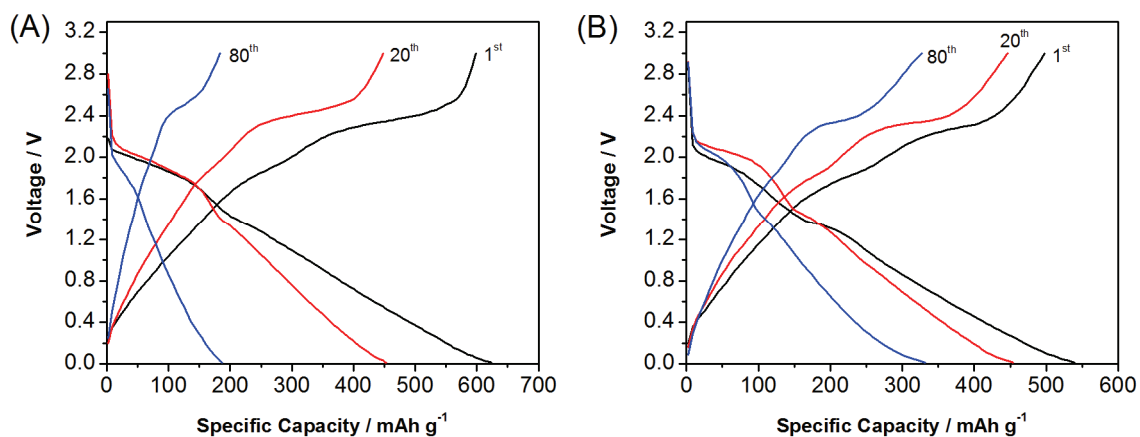 (A)
Voltage / V
3.2
2.8
2.4
2.0
1.6
1.2
0.8
0.4
0.0
80th
20th
1st
0 100 200 300 400 500 600 700
Specific Capacity / mAh g-1
(B)
Voltage / V
3.2
2.8
2.4
2.0
1.6
1.2
0.8
0.4
0.0
80th
20th
1st
0 100 200 300 400 500 600
Specific Capacity / mAh g-1